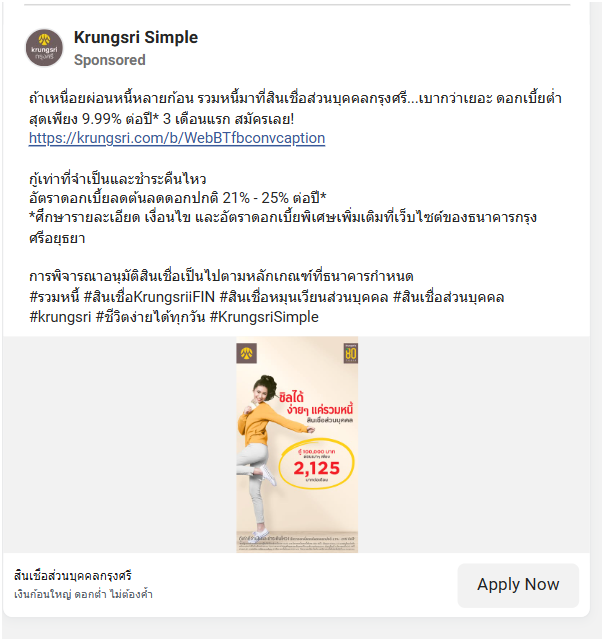 Krungsri Simple
Sponsored
krungsri
กรุงศรี
ถ้าเหนื่อยผ่อนหนี้หลายก้อน รวมหนี้มาที่สินเชื่อส่วนบุคคลกรุงศรี...เบากว่าเยอะ ดอกเบี้ยต่ำ
สุดเพียง 9.99% ต่อปี* 3 เดือนแรก สมัครเลย!
https://krungsri.com/b/WebBTfbconvcaption
กู้เท่าที่จำเป็นและชำระคืนไหว
อัตราดอกเบี้ยลดต้นลดดอกปกติ 21% - 25% ต่อปี*
*ศึกษารายละเอียด เงื่อนไข และอัตราดอกเบี้ยพิเศษเพิ่มเติมที่เว็บไซต์ของธนาคารกรุง
ศรีอยุธยา
การพิจารณาอนุมัติสินเชื่อเป็นไปตามหลักเกณฑ์ที่ธนาคารกำหนด
#รวมหนี้ #สินเชื่อKrungsriiFIN #สินเชื่อหมุนเวียนส่วนบุคคล #สินเชื่อส่วนบุคคล
#krungsri #ชีวิตง่ายได้ทุกวัน #KrungsriSimple
ชิลได้
ง่ายๆ แค่รวมหนี้
สินเชื่อส่วนบุคคล
กู้ 100,000 บาท
2,125
บาทต่อเดือน
สินเชื่อส่วนบุคคลกรุงศรี
เงินก้อนใหญ่ ดอกต่ำ ไม่ต้องค้ำ
Apply Now